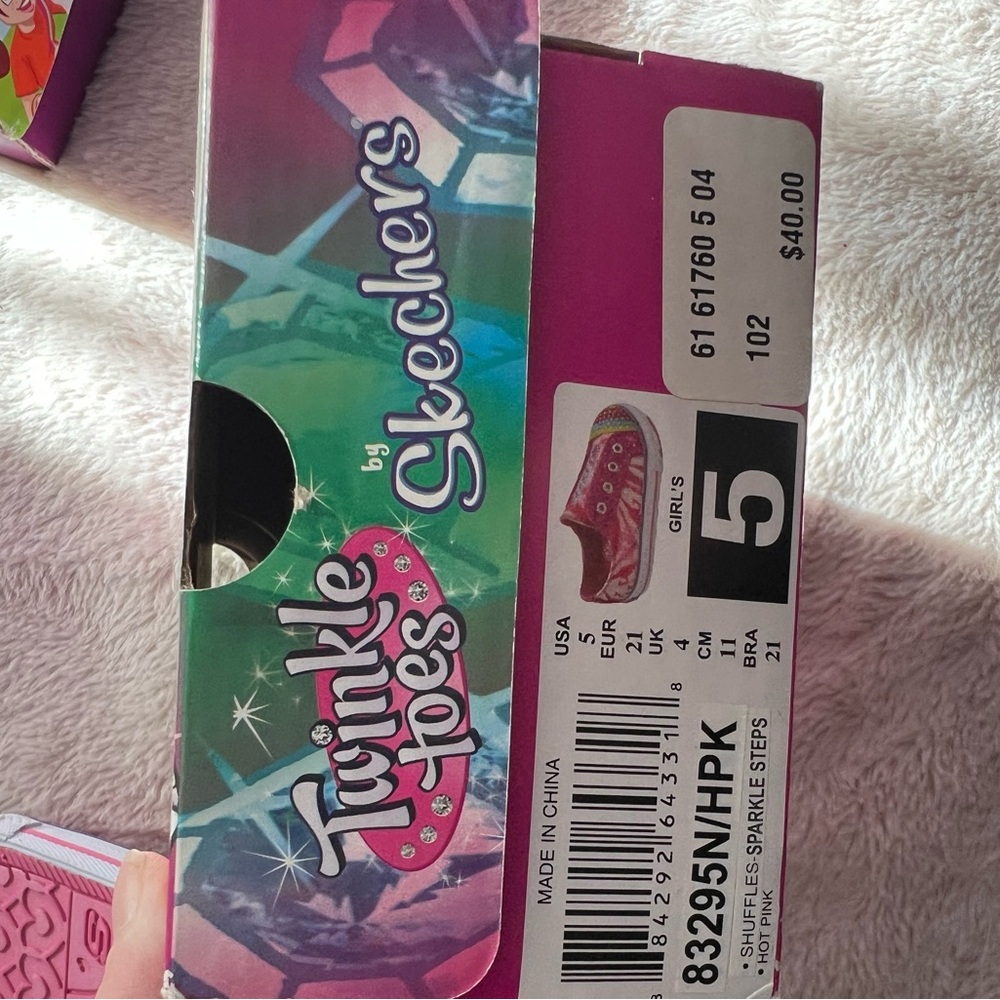 Twinkle
toes
by
Skechers
61 61760 5 04
102
$40.00
GIRL'S
5
USA
5
EUR
21
UK
4
CM
11
BRA
21
MADE IN CHINA
84292 64331 8
83295N/HPK
• SHUFFLES-SPARKLE STEPS
• HOT PINK
S